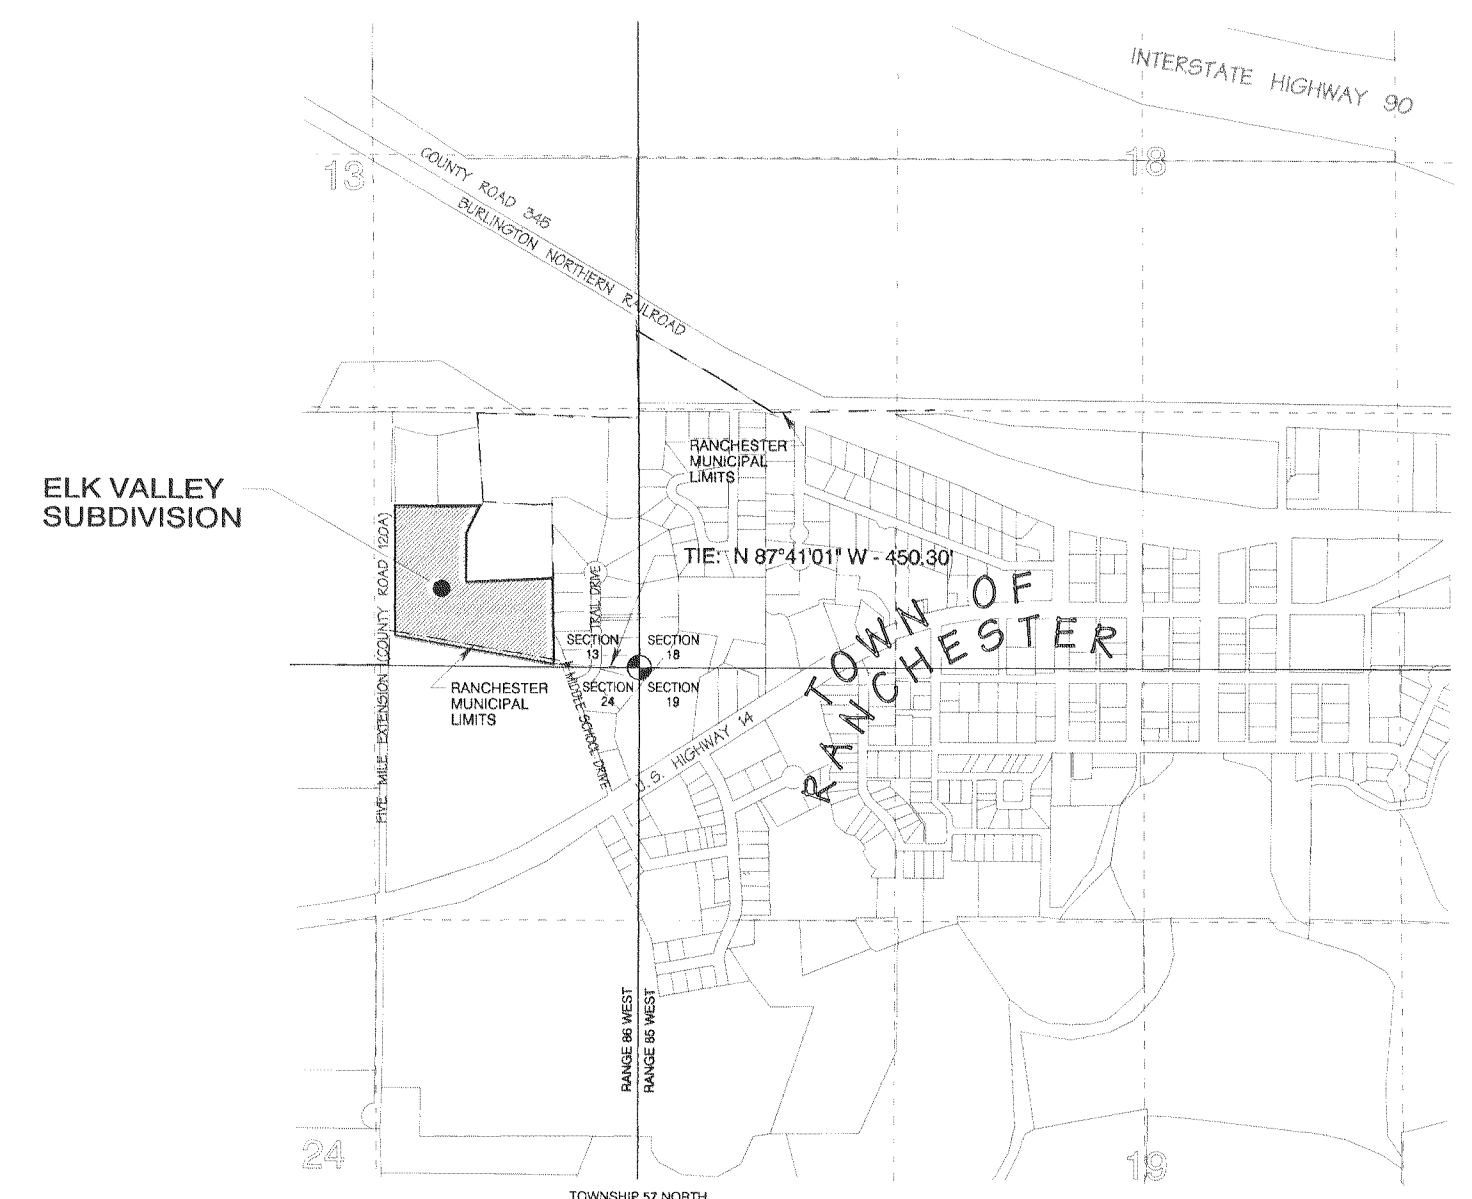 INTERSTATE HIGHWAY 90
13
18
COUNTY ROAD 345
BURLINGTON NORTHERN RAILROAD
RANCHESTER
MUNICIPAL
LIMITS
ELK VALLEY
SUBDIVISION
FIVE MILE EXTENSION (COUNTY ROAD 120A)
TIE: N 87°41'01" W - 450.30'
TRAIL DRIVE
TOWN OF
RANCHESTER
SECTION
13
SECTION
18
SECTION
24
SECTION
19
RANCHESTER
MUNICIPAL
LIMITS
MIDDLE SCHOOL DRIVE
U.S. HIGHWAY 14
RANGE 86 WEST
RANGE 85 WEST
24
19
TOWNSHIP 57 NORTH